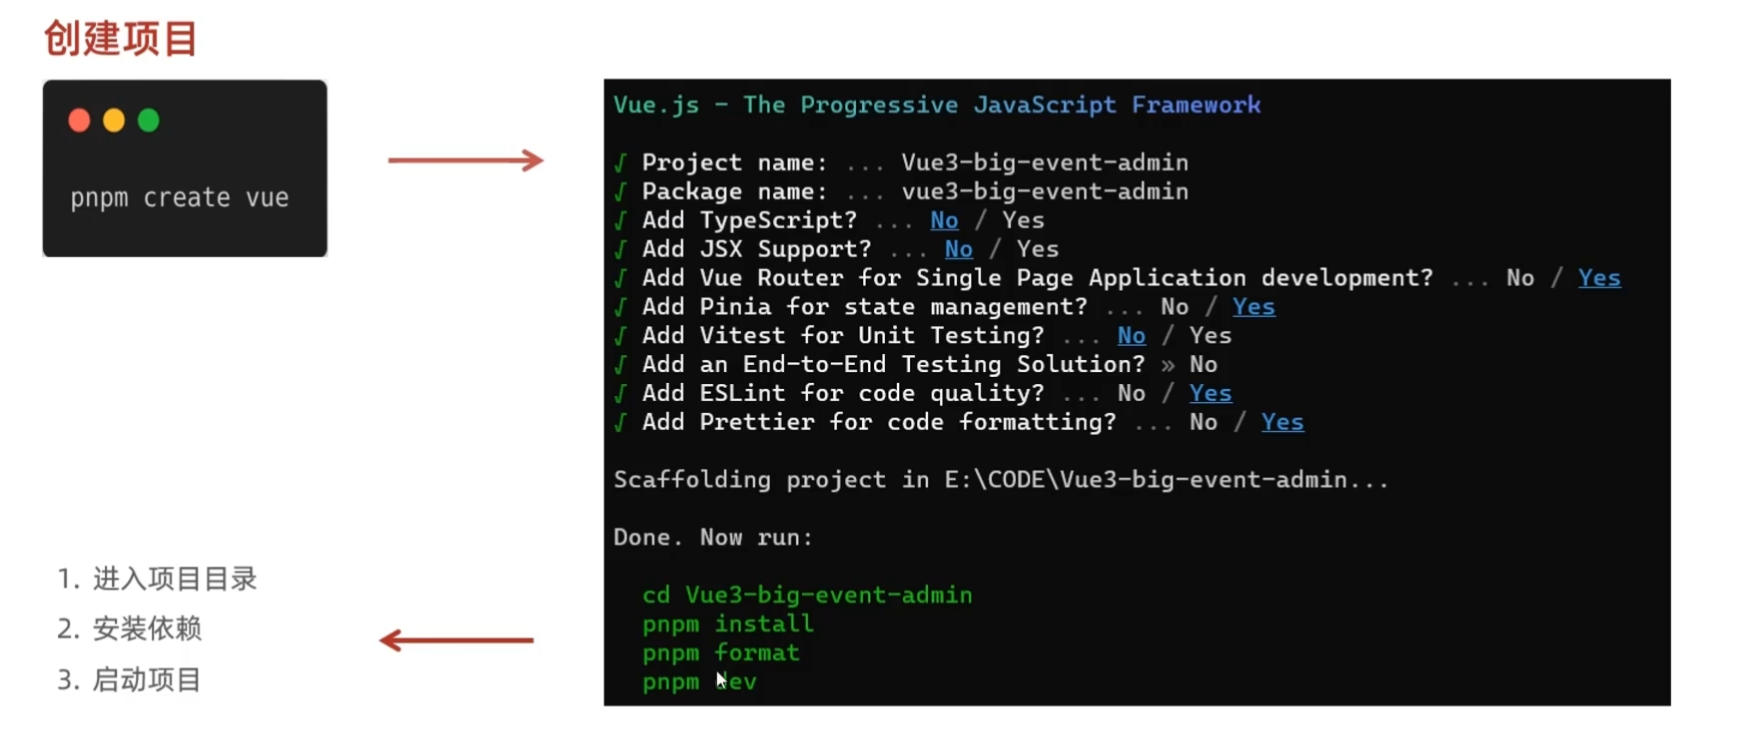 创建项目
pnpm create vue
Vue.js - The Progressive JavaScript Framework
√ Project name: ... Vue3-big-event-admin
√ Package name: ... vue3-big-event-admin
√ Add TypeScript? ... No / Yes
√ Add JSX Support? ... No / Yes
√ Add Vue Router for Single Page Application development? ... No / Yes
√ Add Pinia for state management? ... No / Yes
√ Add Vitest for Unit Testing? ... No / Yes
√ Add an End-to-End Testing Solution? » No
√ Add ESLint for code quality? ... No / Yes
√ Add Prettier for code formatting? ... No / Yes
Scaffolding project in E:\CODE\Vue3-big-event-admin...
Done. Now run:
cd Vue3-big-event-admin
pnpm install
pnpm format
pnpm dev
1. 进入项目目录
2. 安装依赖
3. 启动项目